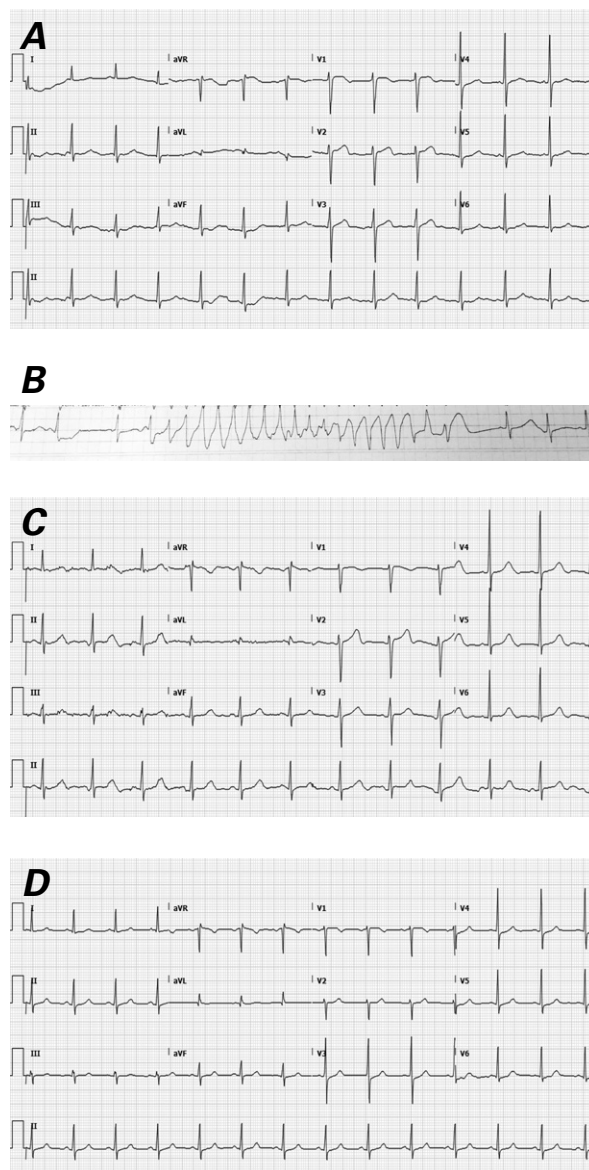 A
I aVR V1 V4
II aVL V2 V5
III aVF V3 V6
II
B
C
I aVR V1 V4
II aVL V2 V5
III aVF V3 V6
II
D
I aVR V1 V4
II aVL V2 V5
III aVF V3 V6
II